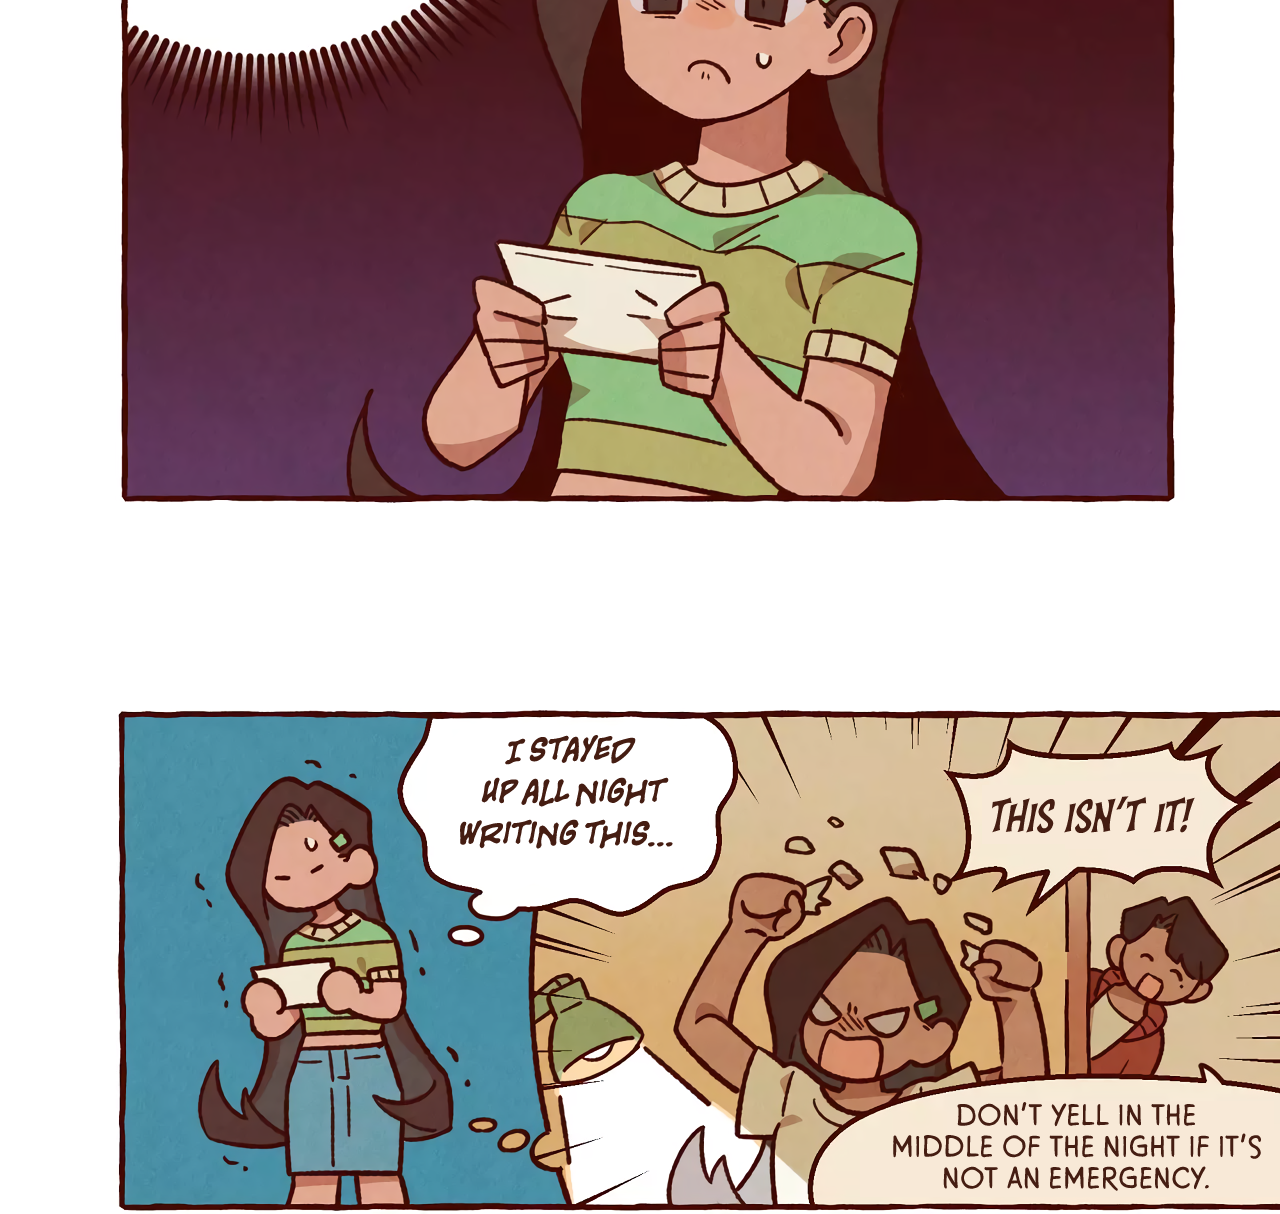 I STAYED
UP ALL NIGHT
WRITING THIS...
THIS ISN'T IT!
DON'T YELL IN THE
MIDDLE OF THE NIGHT IF IT'S
NOT AN EMERGENCY.